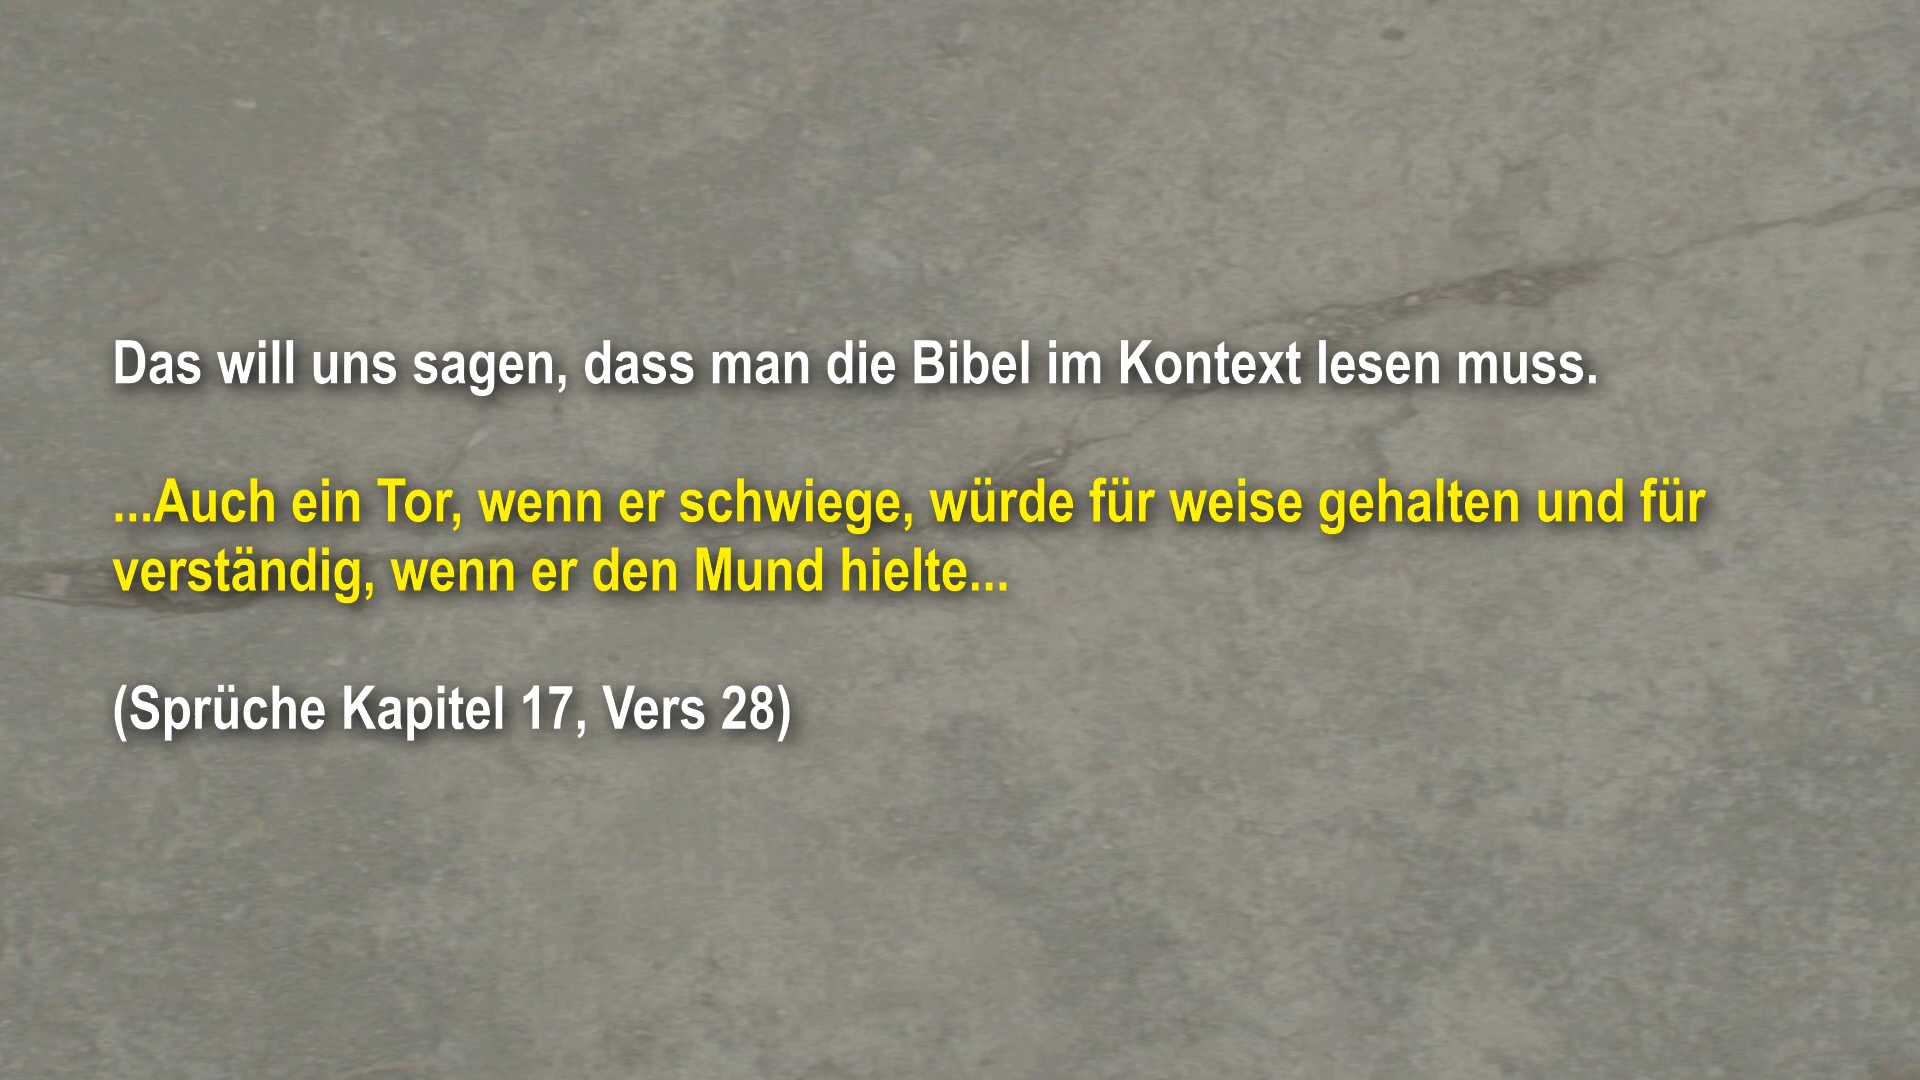 Das will uns sagen, dass man die Bibel im Kontext lesen muss.
...Auch ein Tor, wenn er schwiege, würde für weise gehalten und für
verständig, wenn er den Mund hielte...
(Sprüche Kapitel 17, Vers 28)